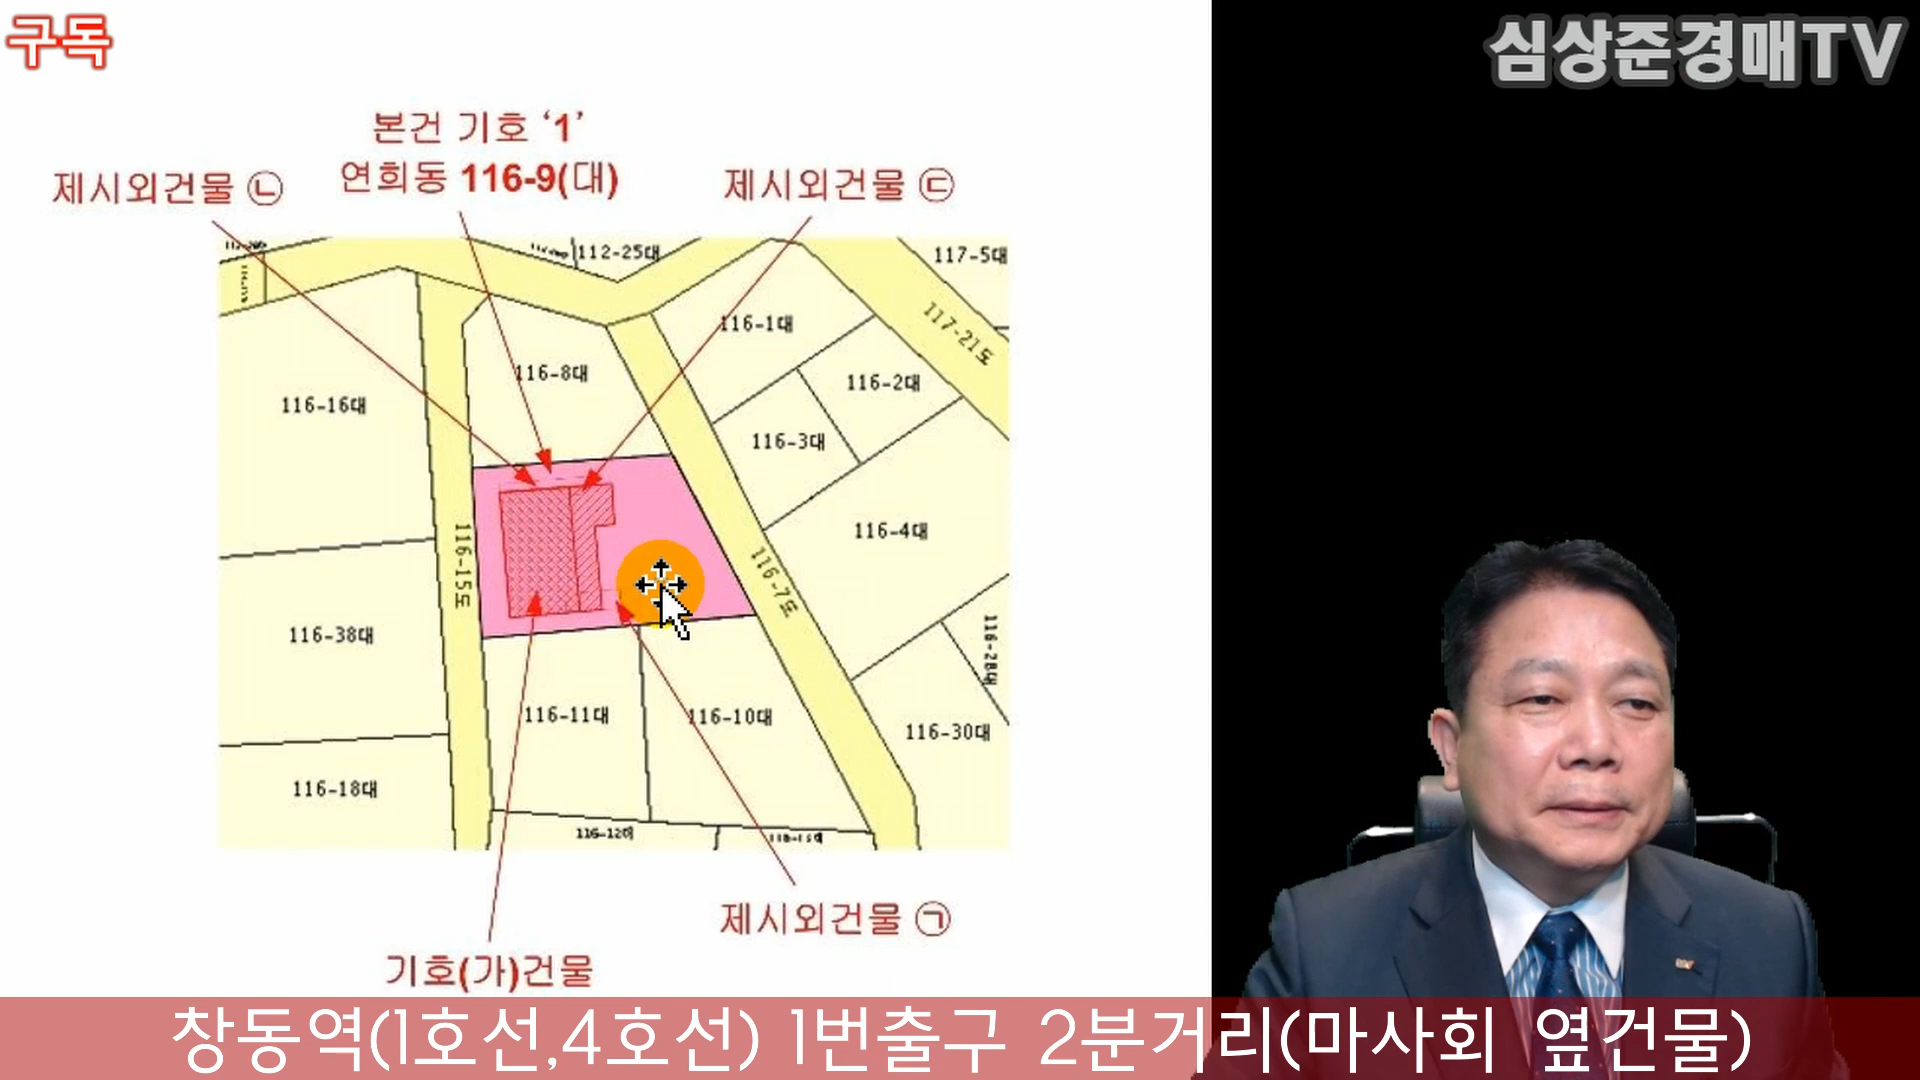 구독
심상준경매TV
본건 기호 ‘1’
연희동 116-9(대)
제시외건물 ㉡
제시외건물 ㉢
112-25대
117-5대
117-21도
116-1대
116-8대
116-2대
116-16대
116-3대
116-4대
116-15도
116-7도
116-38대
116-28대
116-11대
116-10대
116-30대
116-18대
116-12대
제시외건물 ㉠
기호(가)건물
창동역(1호선,4호선) 1번출구 2분거리(마사회 옆건물)